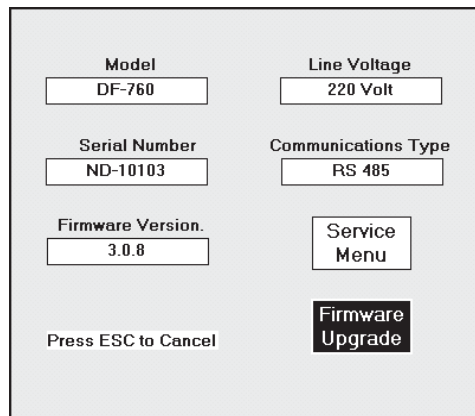 Model
DF-760
Line Voltage
220 Volt
Serial Number
ND-10103
Communications Type
RS 485
Firmware Version.
3.0.8
Service
Menu
Firmware
Upgrade
Press ESC to Cancel